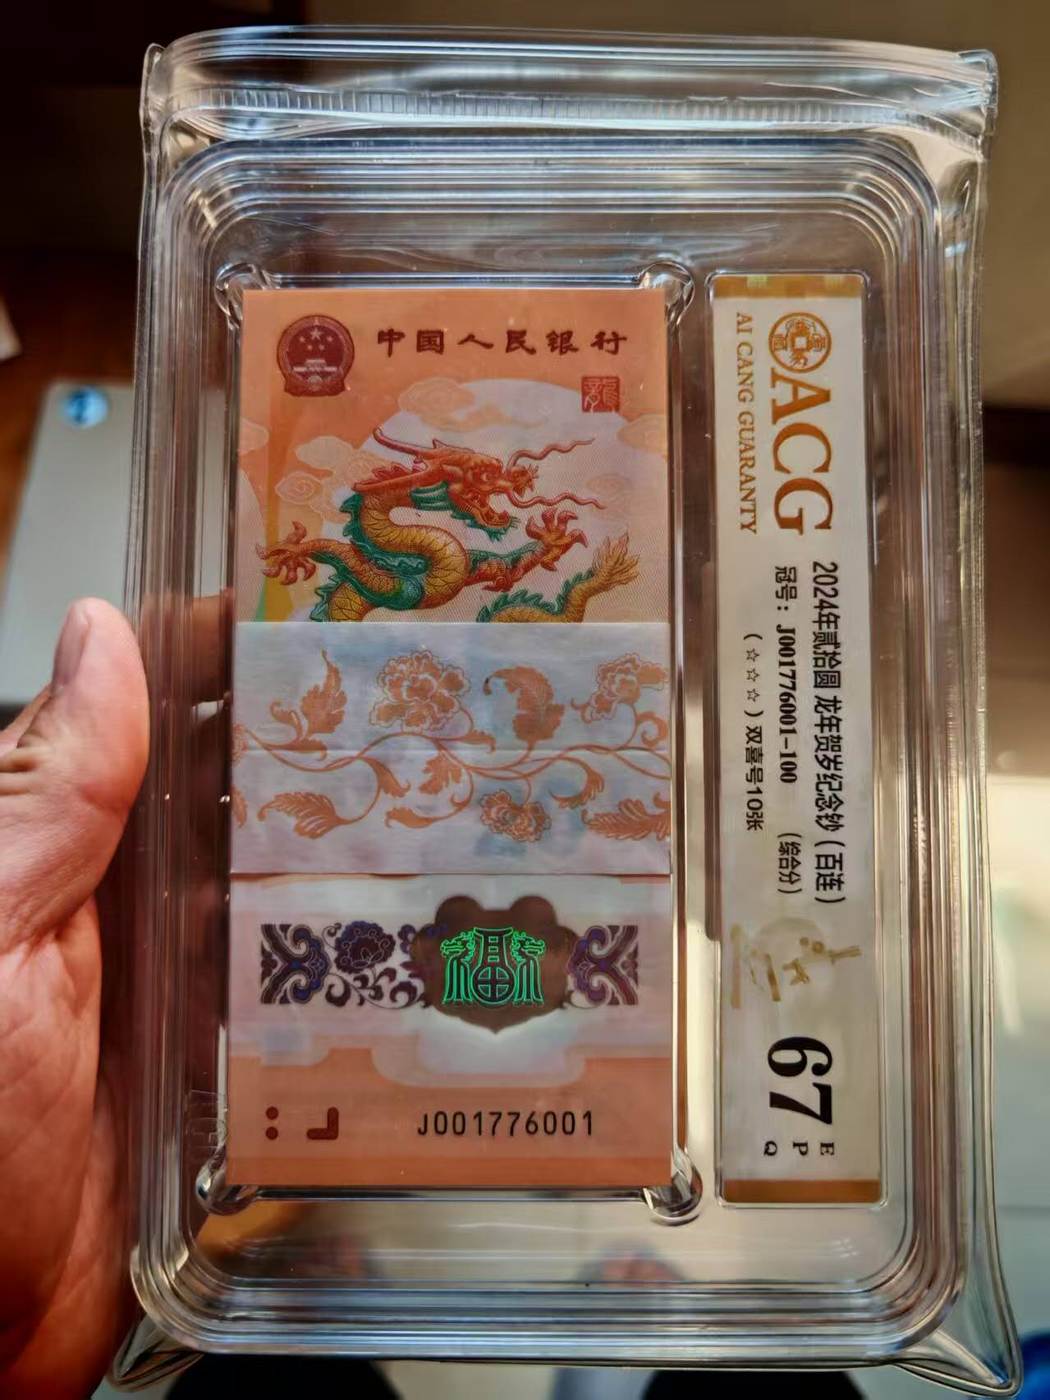 中国人民银行
龍
福
J001776001
ACG
AI CANG GUARANTY
2024年贰拾圆 龙年贺岁纪念钞（百连）
冠号：J001776001-100 （综合分）
（☆☆☆）双喜号10张
67
E
P
Q